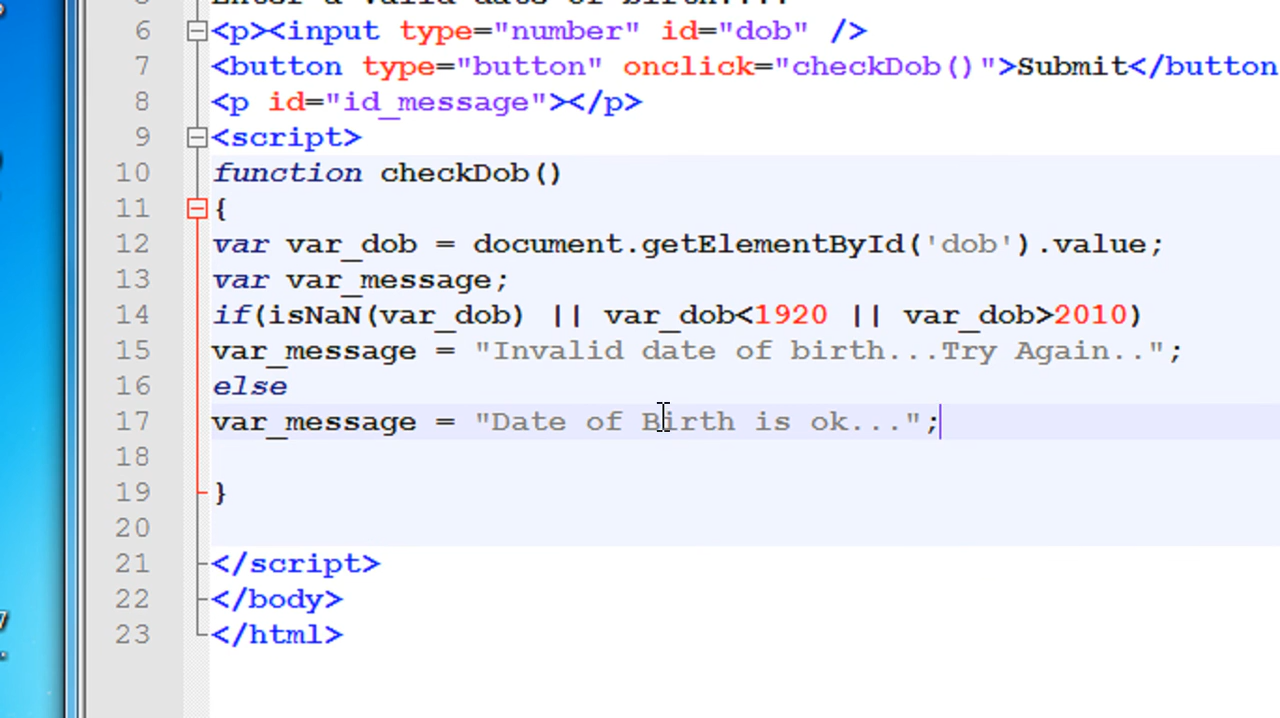 6 <p><input type="number" id="dob" />
7 <button type="button" onclick="checkDob()">Submit</button
8 <p id="id_message"></p>
9 <script>
10 function checkDob()
11 {
12 var var_dob = document.getElementById('dob').value;
13 var var_message;
14 if(isNaN(var_dob) || var_dob<1920 || var_dob>2010)
15 var_message = "Invalid date of birth...Try Again..";
16 else
17 var_message = "Date of Birth is ok...";
18
19 }
20
21 </script>
22 </body>
23 </html>